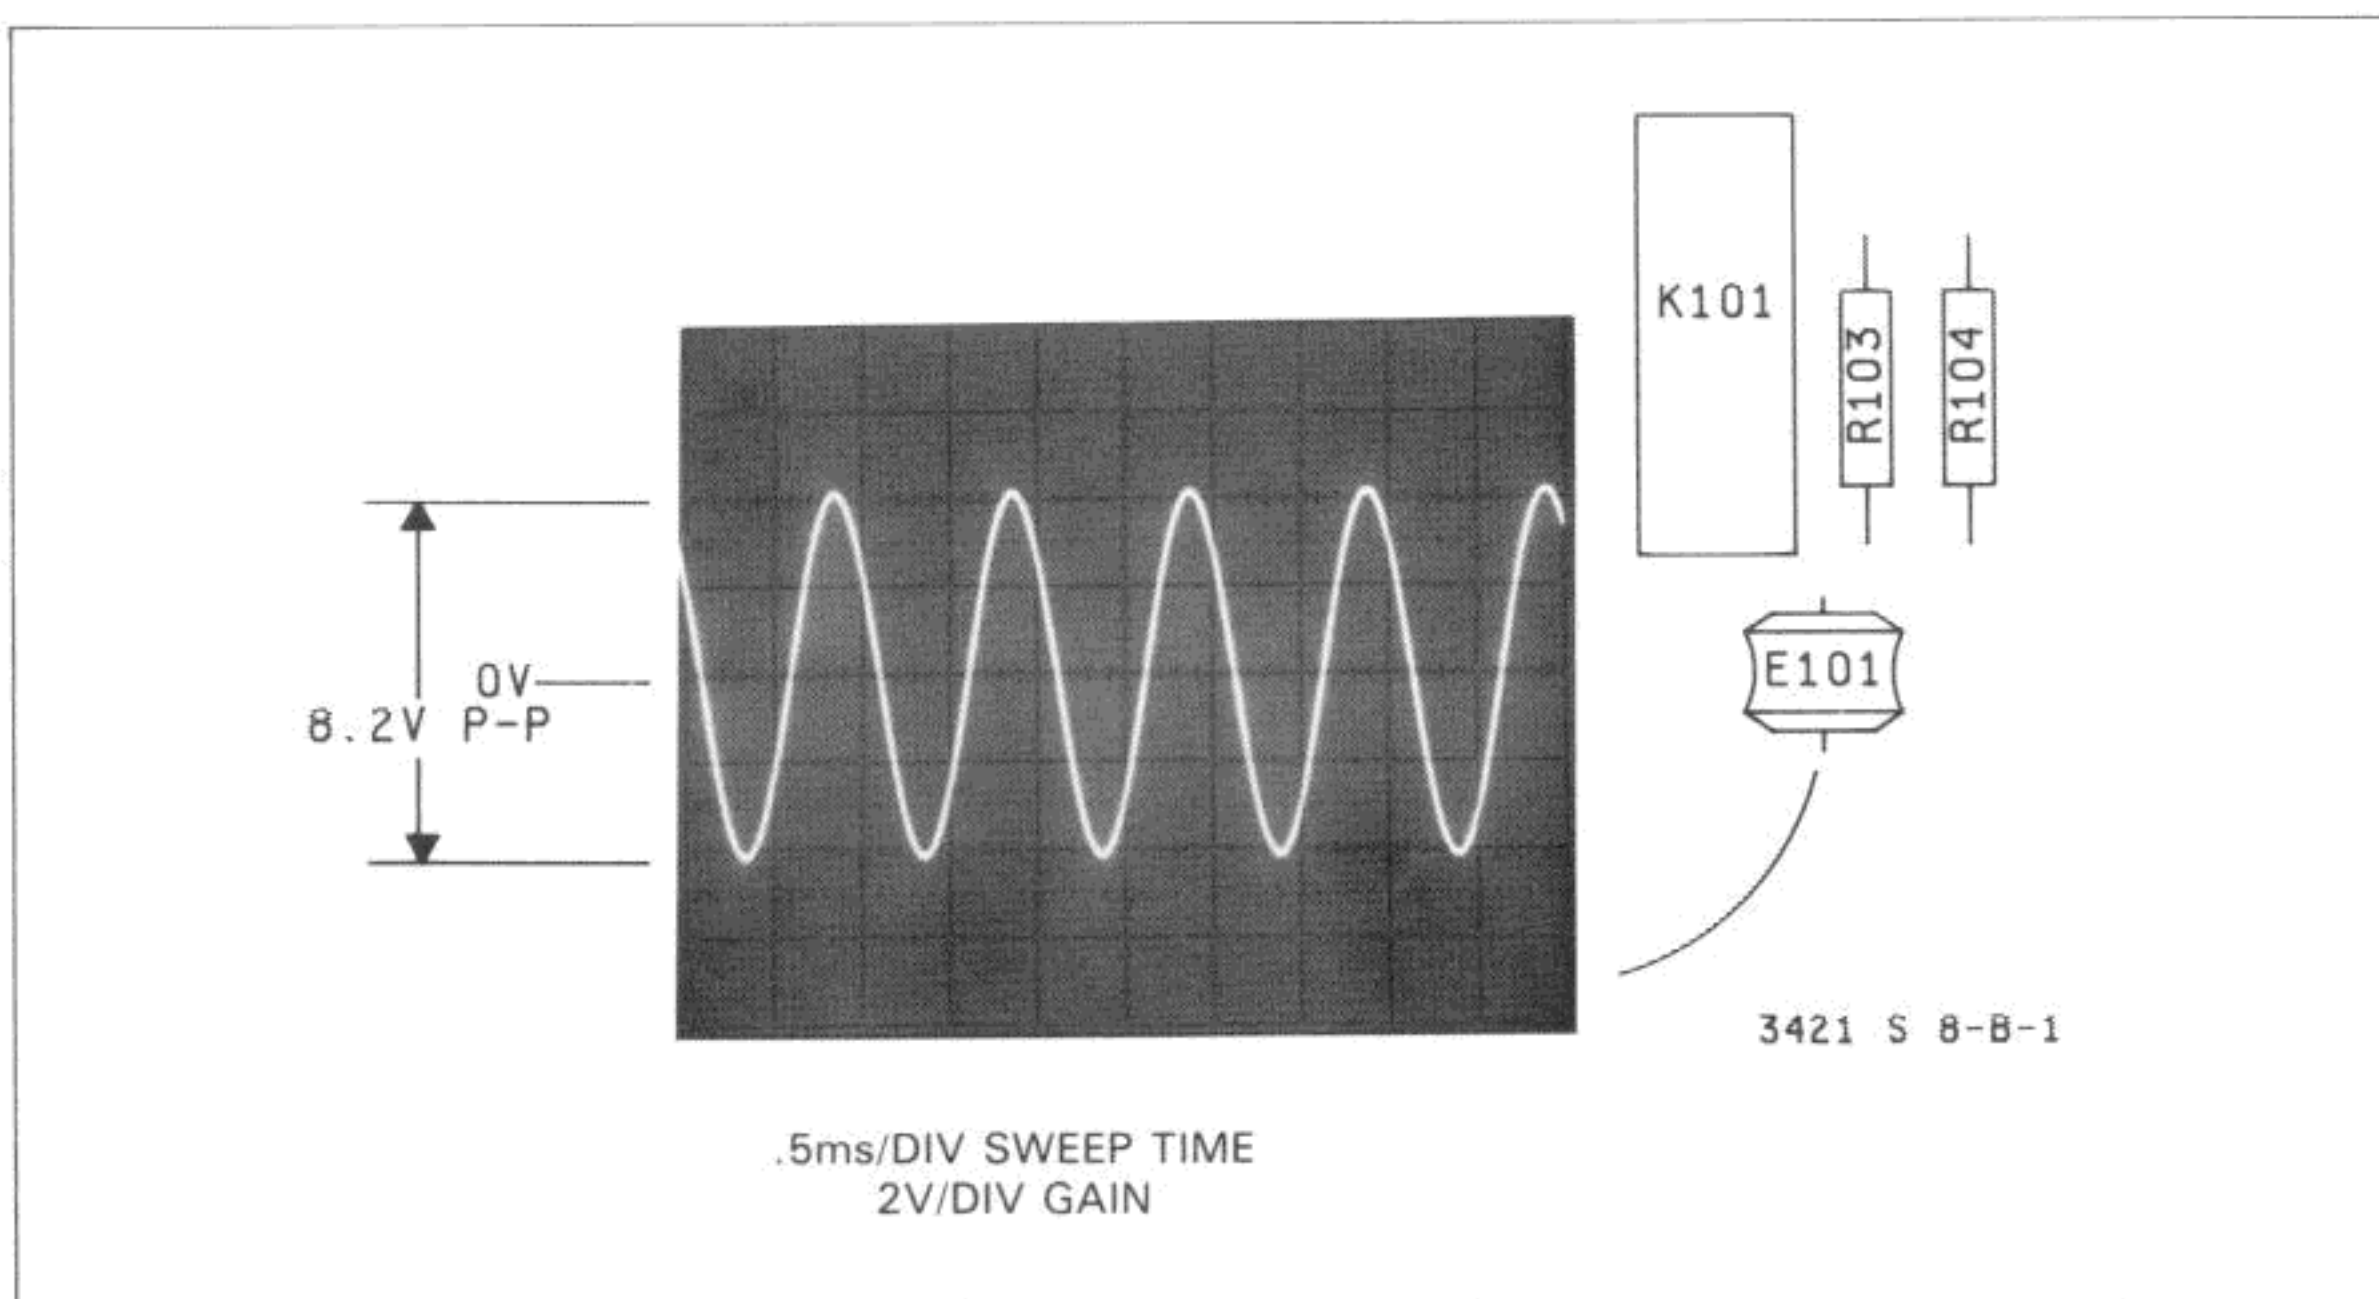 K101
R103
R104
0V
8.2V P-P
E101
3421 S 8-B-1
.5ms/DIV SWEEP TIME
2V/DIV GAIN